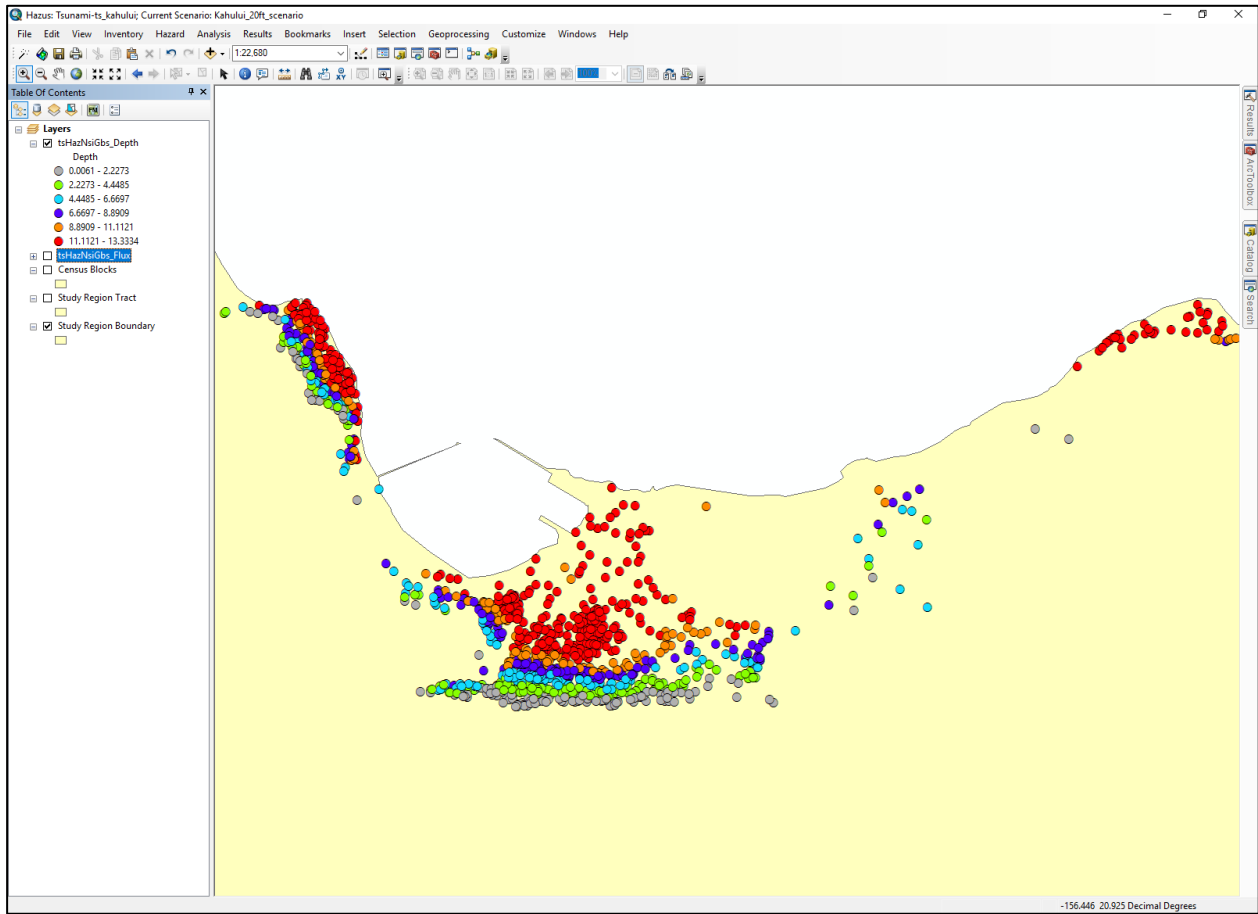 Hazus: Tsunami-ts_kahului; Current Scenario: Kahului_20ft_scenario
File Edit View Inventory Hazard Analysis Results Bookmarks Insert Selection Geoprocessing Customize Windows Help
1:22,680
Table Of Contents
Layers
tsHazNsiGbs_Depth
Depth
0.0061 - 2.2273
2.2273 - 4.4485
4.4485 - 6.6697
6.6697 - 8.8909
8.8909 - 11.1121
11.1121 - 13.3334
tsHazNsiGbs_Flux
Census Blocks
Study Region Tract
Study Region Boundary
Results
ArcToolbox
Catalog
Search
-156.446 20.925 Decimal Degrees